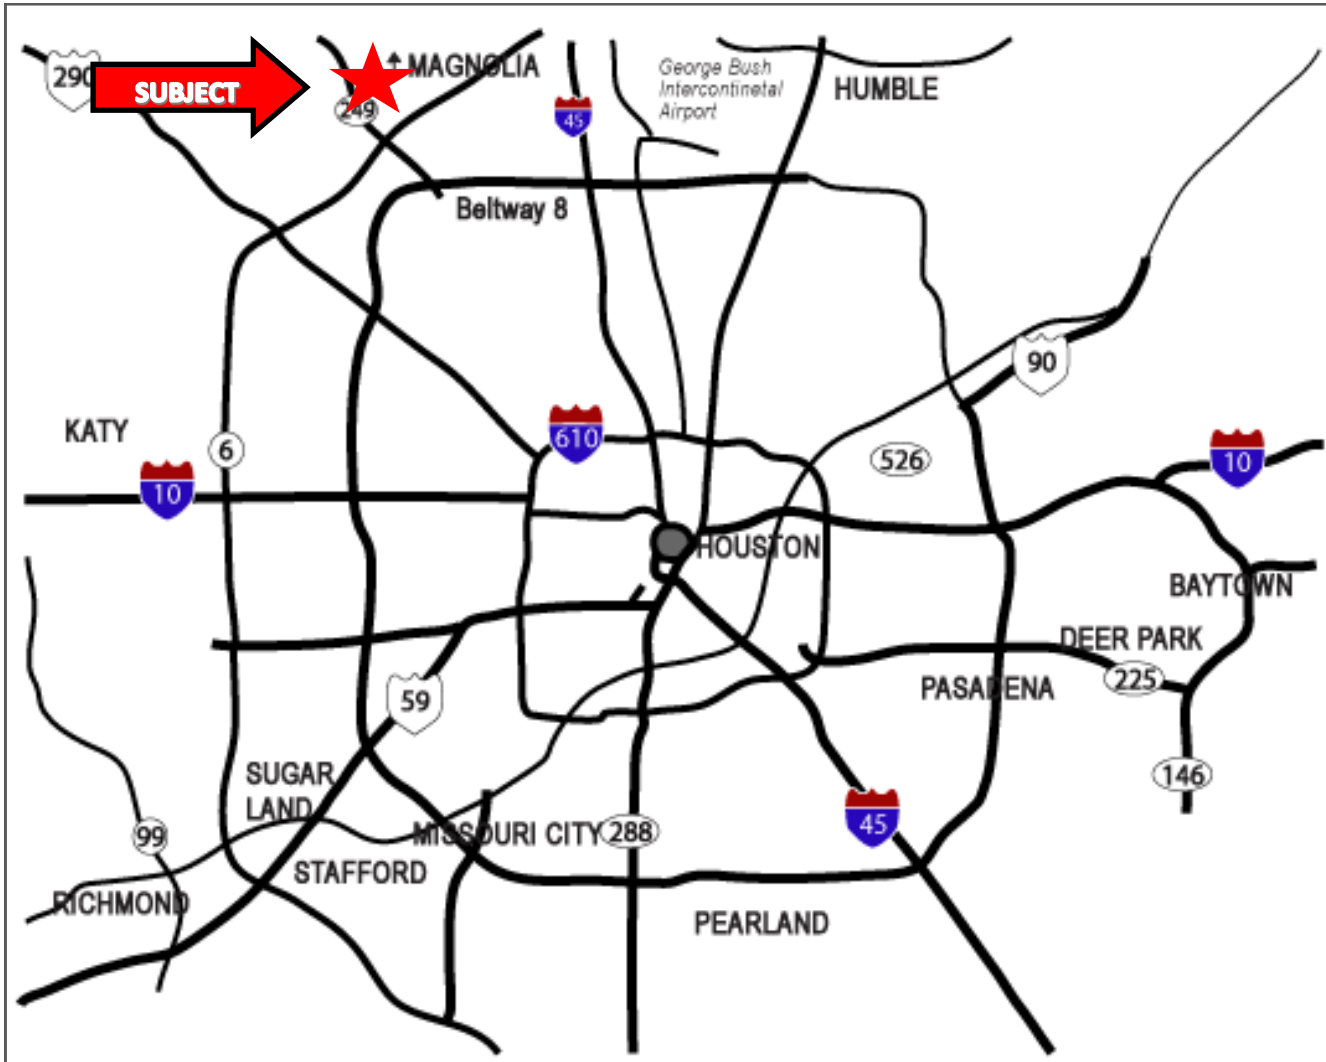 290
SUBJECT
249
MAGNOLIA
45
George Bush
Intercontinetal
Airport
HUMBLE
Beltway 8
90
KATY
6
10
610
526
10
HOUSTON
BAYTOWN
DEER PARK
225
PASADENA
59
146
SUGAR
LAND
99
MISSOURI CITY
288
45
STAFFORD
RICHMOND
PEARLAND